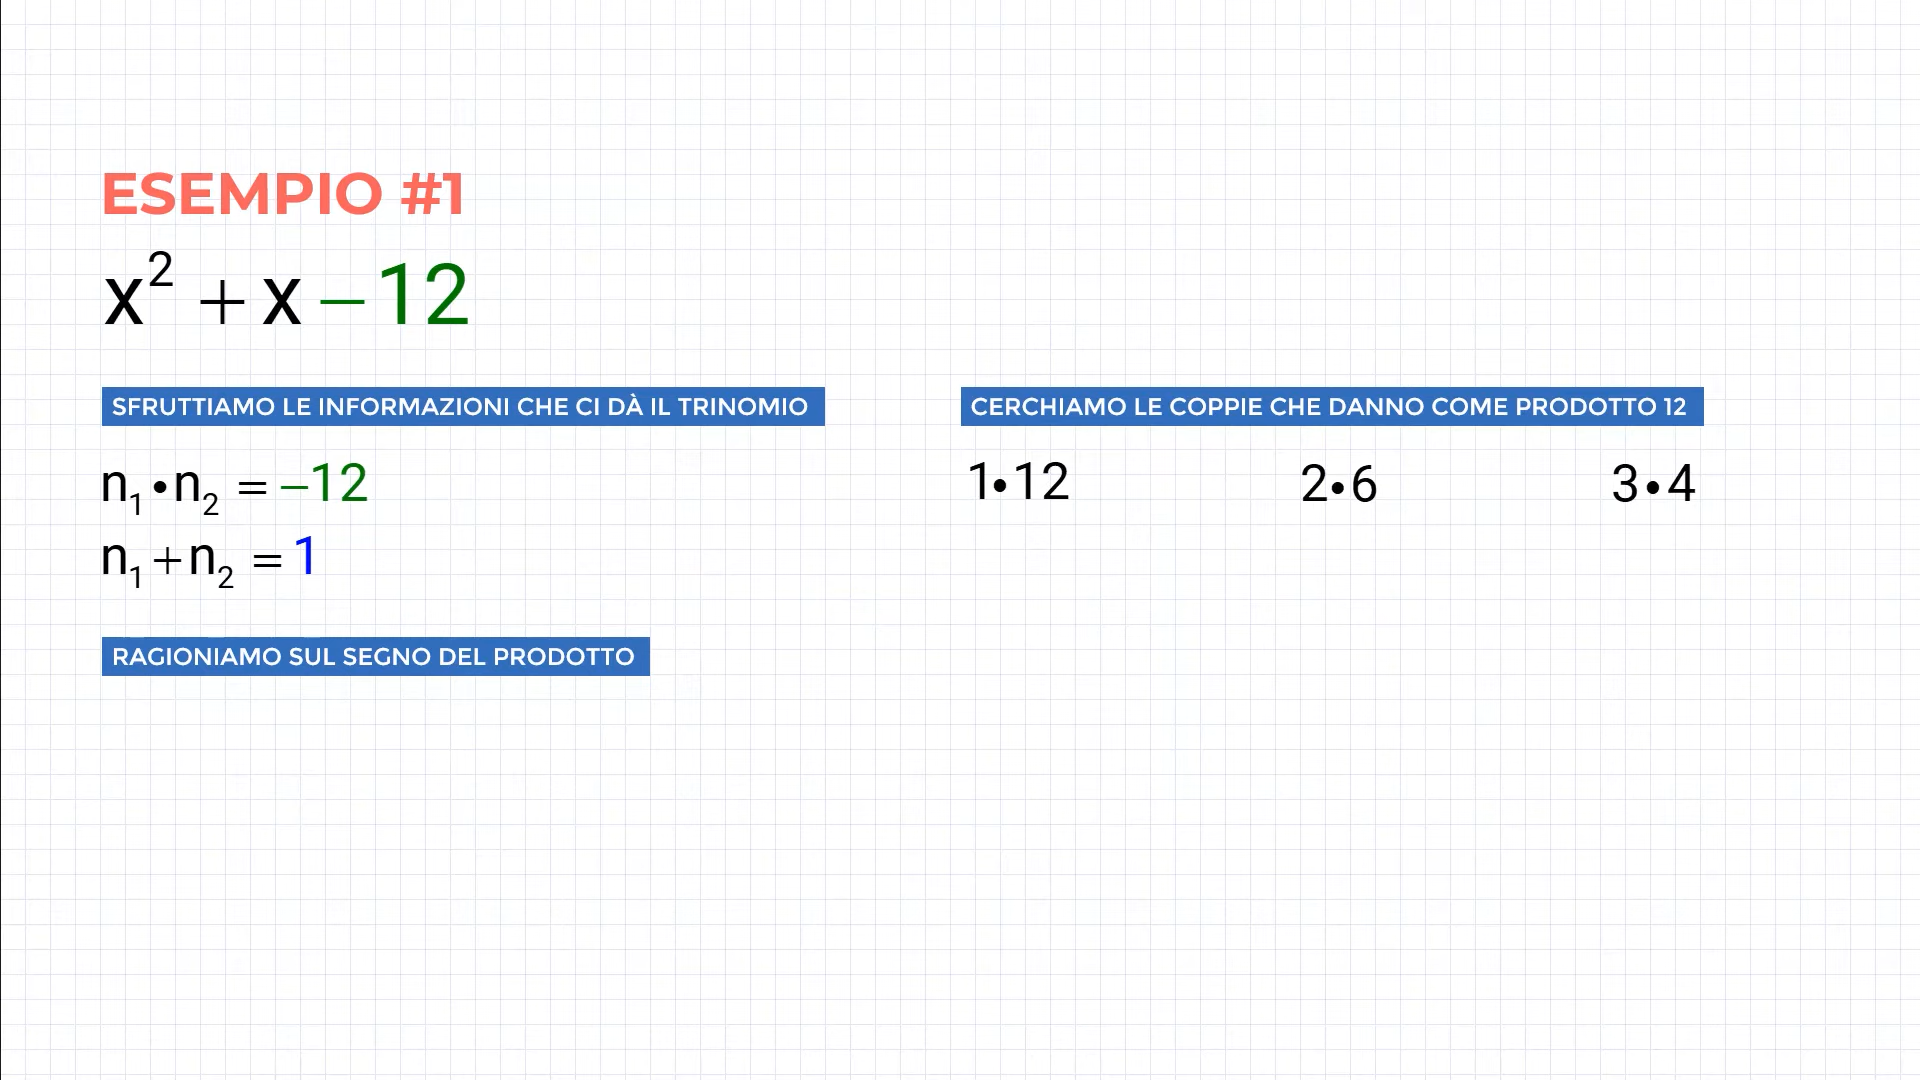 ESEMPIO #1
x² + x − 12
SFRUTTIAMO LE INFORMAZIONI CHE CI DÀ IL TRINOMIO
n₁ • n₂ = −12
n₁ + n₂ = 1
RAGIONIAMO SUL SEGNO DEL PRODOTTO
CERCHIAMO LE COPPIE CHE DANNO COME PRODOTTO 12
1•12 2•6 3•4